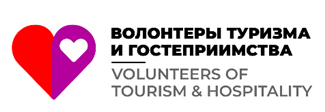 ВОЛОНТЕРЫ ТУРИЗМА
И ГОСТЕПРИИМСТВА
VOLUNTEERS OF
TOURISM & HOSPITALITY